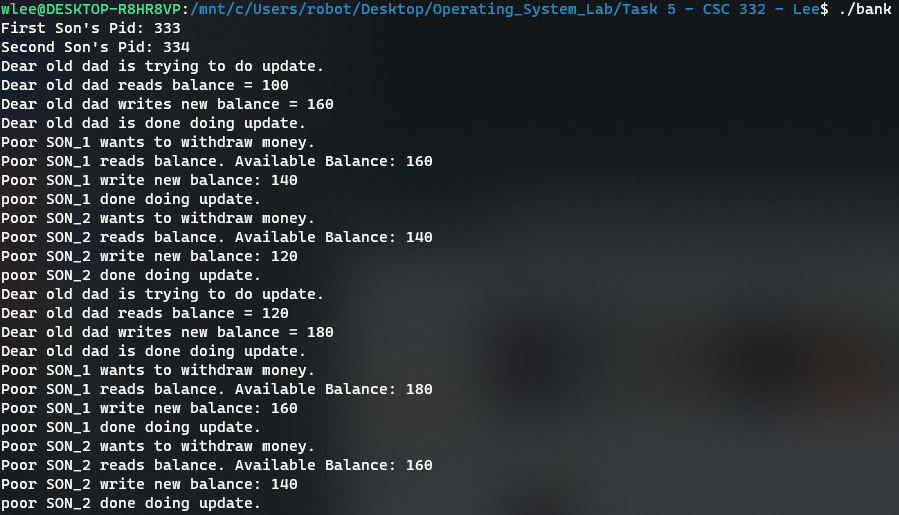 wlee@DESKTOP-R8HR8VP:/mnt/c/Users/robot/Desktop/Operating_System_Lab/Task 5 - CSC 332 - Lee$ ./bank
First Son's Pid: 333
Second Son's Pid: 334
Dear old dad is trying to do update.
Dear old dad reads balance = 100
Dear old dad writes new balance = 160
Dear old dad is done doing update.
Poor SON_1 wants to withdraw money.
Poor SON_1 reads balance. Available Balance: 160
Poor SON_1 write new balance: 140
poor SON_1 done doing update.
Poor SON_2 wants to withdraw money.
Poor SON_2 reads balance. Available Balance: 140
Poor SON_2 write new balance: 120
poor SON_2 done doing update.
Dear old dad is trying to do update.
Dear old dad reads balance = 120
Dear old dad writes new balance = 180
Dear old dad is done doing update.
Poor SON_1 wants to withdraw money.
Poor SON_1 reads balance. Available Balance: 180
Poor SON_1 write new balance: 160
poor SON_1 done doing update.
Poor SON_2 wants to withdraw money.
Poor SON_2 reads balance. Available Balance: 160
Poor SON_2 write new balance: 140
poor SON_2 done doing update.